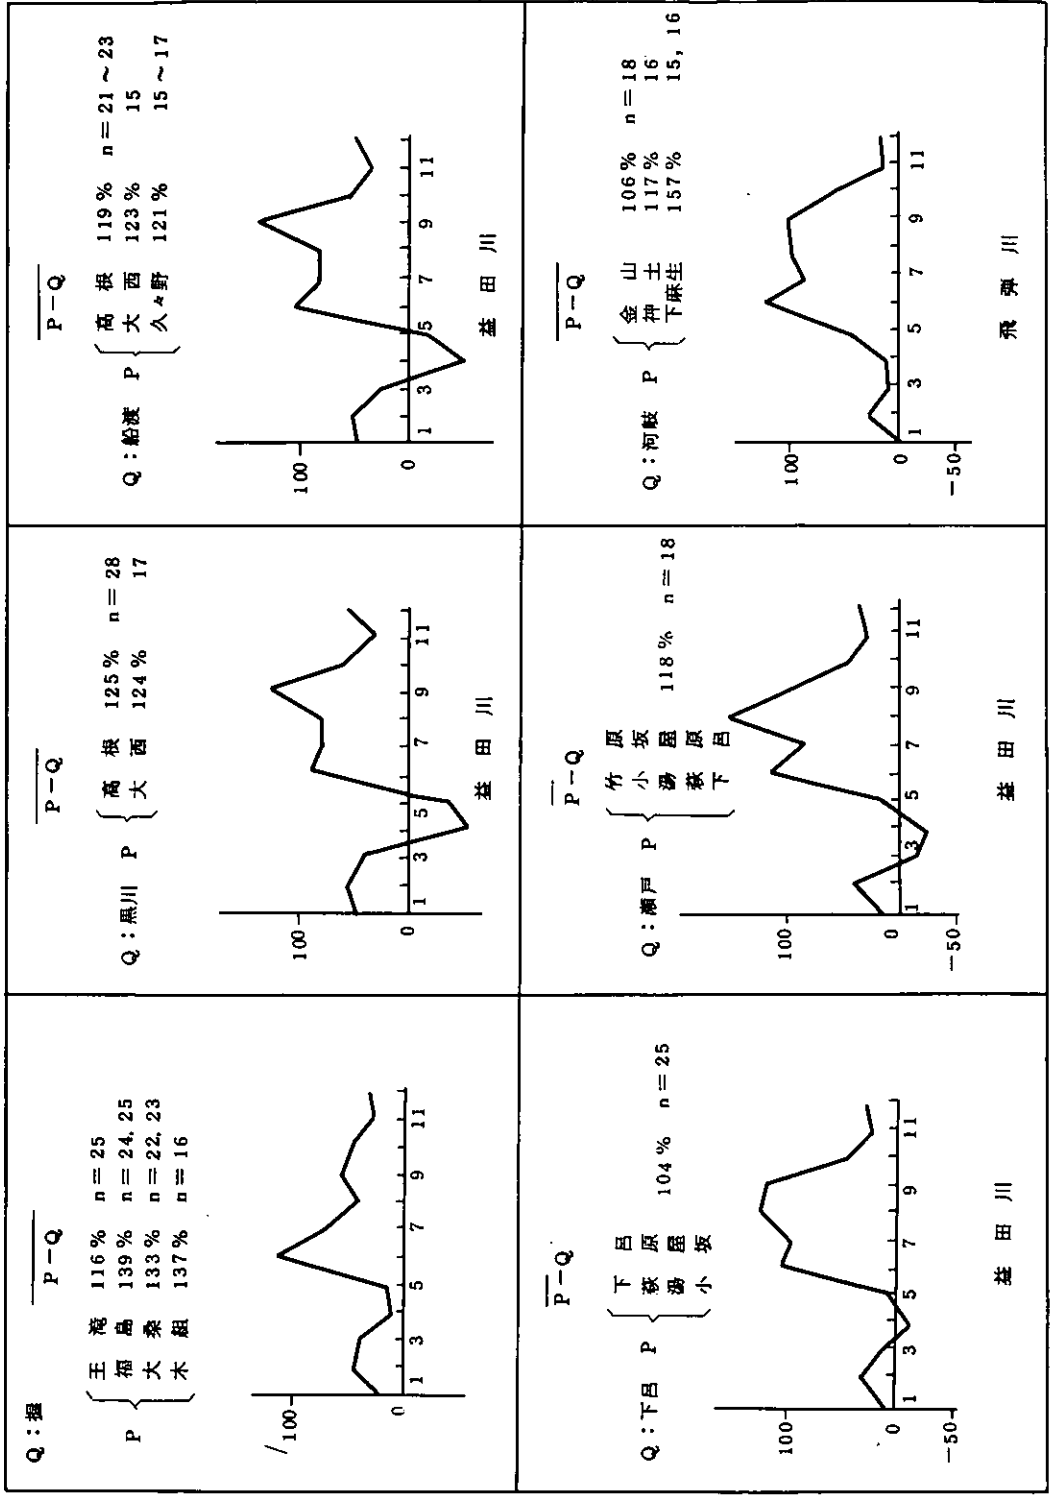 Q：堰
P－Q
P
王滝 116% n＝25
福島 139% n＝24，25
大桑 133% n＝22，23
木組 137% n＝16
100
0
1 3 5 7 9 11
P－Q
Q：黒川 P
高根 125% n＝28
大西 124% 17
100
0
1 3 5 7 9 11
益田川
P－Q
Q：船渡 P
高根 119% n＝21～23
大西 123% 15
久々野 121% 15～17
100
0
1 3 5 7 9 11
益田川
P－Q
Q：下呂 P
下呂
萩原
湯屋
小坂
104% n＝25
100
0
－50
1 3 5 7 9 11
益田川
P－Q
Q：瀬戸 P
竹原
小坂
湯屋
萩原
下呂
118% n＝18
100
0
－50
1 3 5 7 9 11
益田川
P－Q
Q：河岐 P
金山 106% n＝18
神土 117% 16
下麻生 157% 15，16
100
0
－50
1 3 5 7 9 11
飛弾川